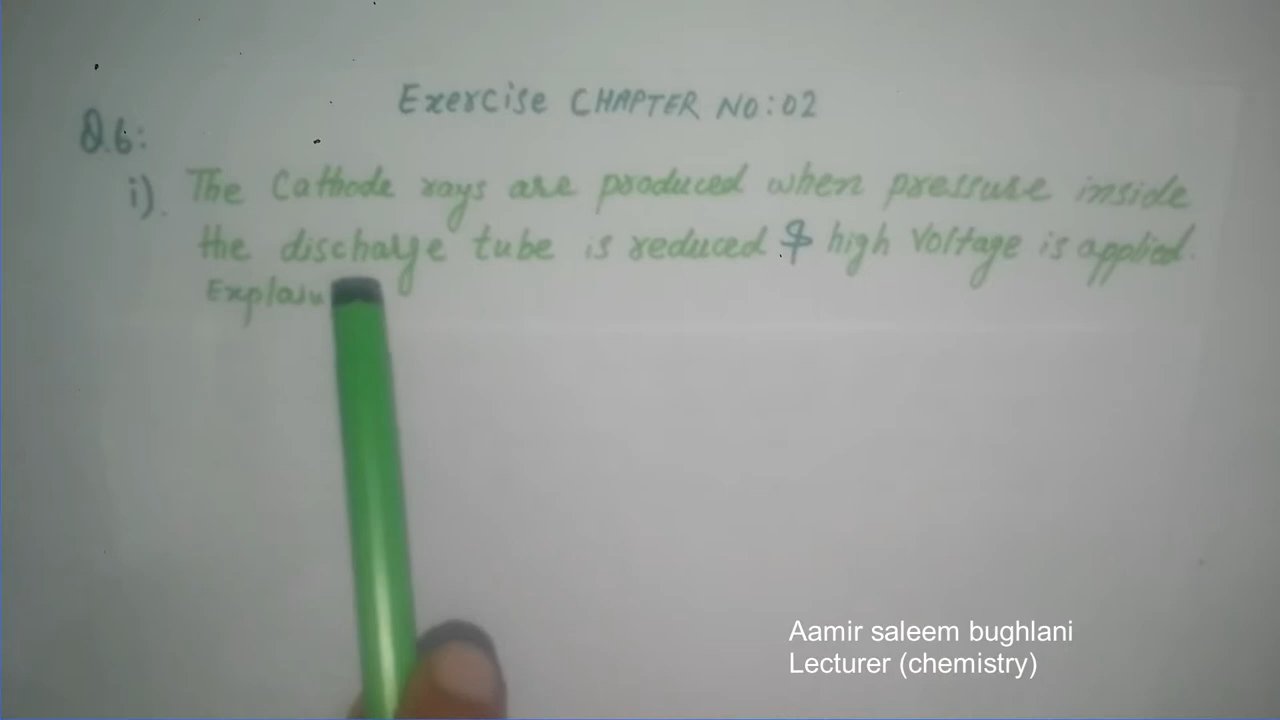 Exercise CHAPTER NO:02
Q.6:
i). The Cathode rays are produced when pressure inside
the discharge tube is reduced & high Voltage is applied.
Explain
Aamir saleem bughlani
Lecturer (chemistry)